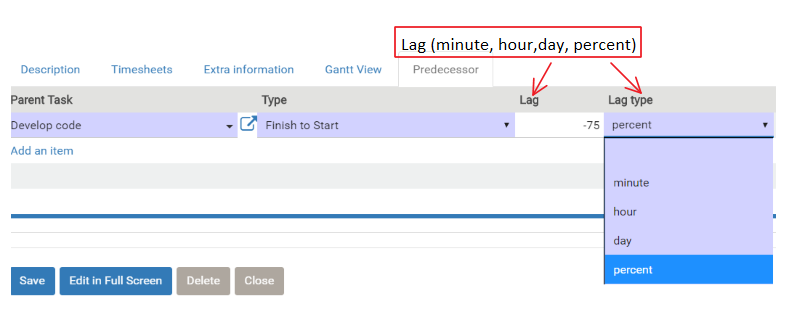 Lag (minute, hour,day, percent)
Description Timesheets Extra information Gantt View Predecessor
Parent Task Type Lag Lag type
Develop code Finish to Start -75 percent
Add an item
minute
hour
day
percent
Save Edit in Full Screen Delete Close